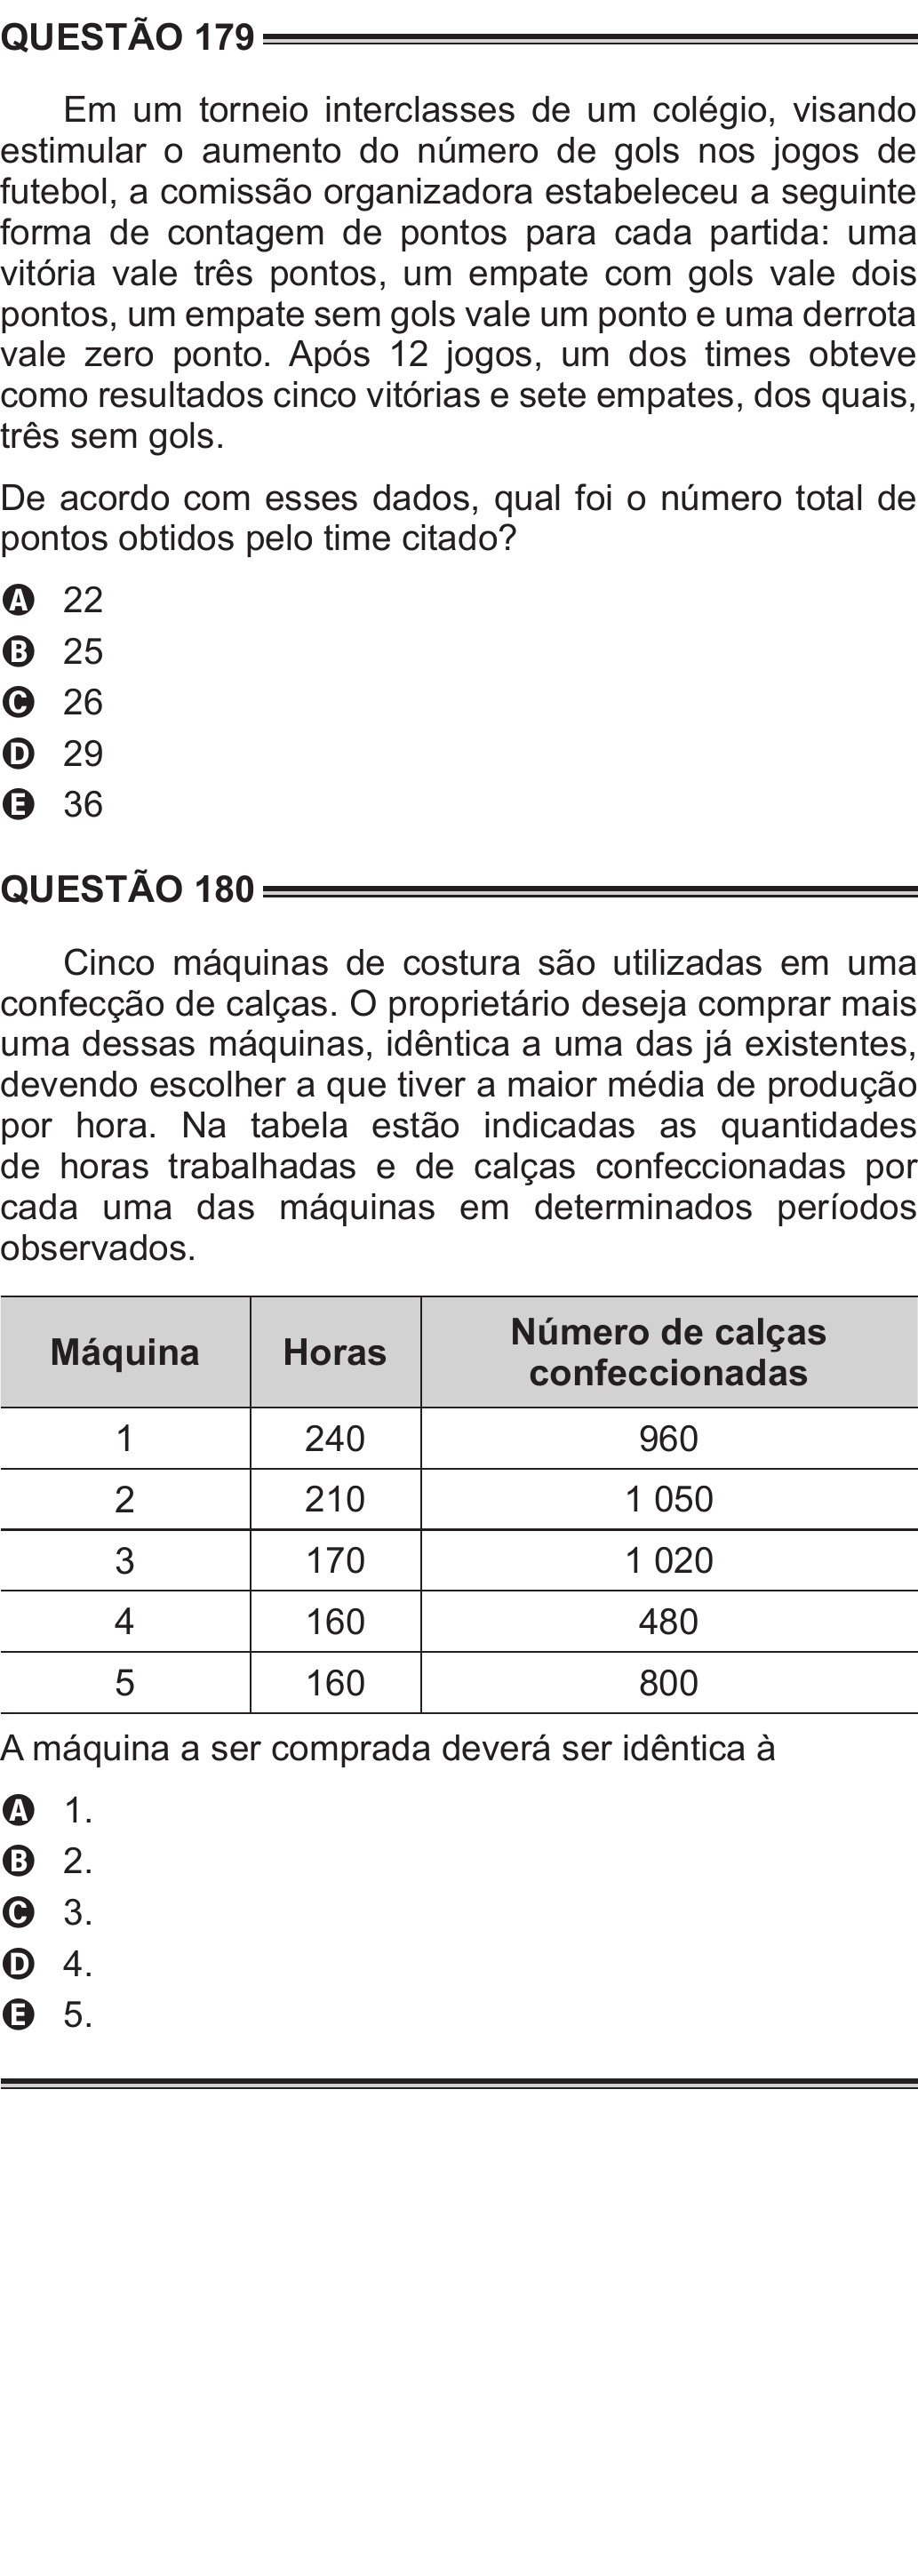 QUESTÃO 179
Em um torneio interclasses de um colégio, visando
estimular o aumento do número de gols nos jogos de
futebol, a comissão organizadora estabeleceu a seguinte
forma de contagem de pontos para cada partida: uma
vitória vale três pontos, um empate com gols vale dois
pontos, um empate sem gols vale um ponto e uma derrota
vale zero ponto. Após 12 jogos, um dos times obteve
como resultados cinco vitórias e sete empates, dos quais,
três sem gols.
De acordo com esses dados, qual foi o número total de
pontos obtidos pelo time citado?
A 22
B 25
C 26
D 29
E 36
QUESTÃO 180
Cinco máquinas de costura são utilizadas em uma
confecção de calças. O proprietário deseja comprar mais
uma dessas máquinas, idêntica a uma das já existentes,
devendo escolher a que tiver a maior média de produção
por hora. Na tabela estão indicadas as quantidades
de horas trabalhadas e de calças confeccionadas por
cada uma das máquinas em determinados períodos
observados.
Máquina Horas Número de calças
confeccionadas
1 240 960
2 210 1 050
3 170 1 020
4 160 480
5 160 800
A máquina a ser comprada deverá ser idêntica à
A 1.
B 2.
C 3.
D 4.
E 5.